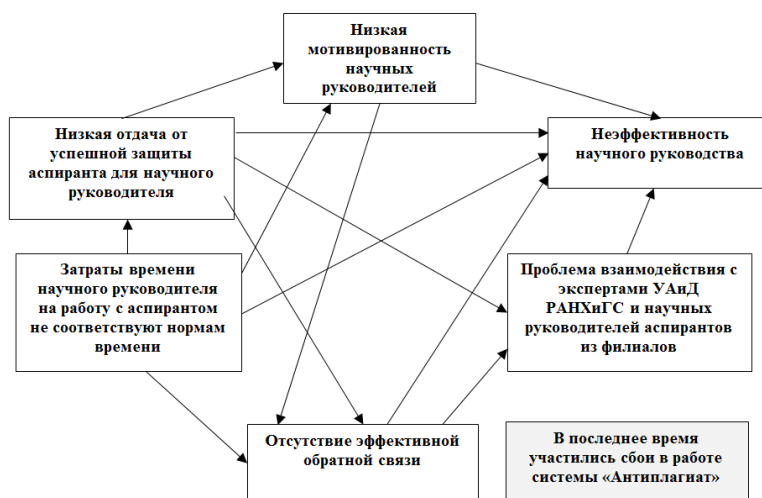 Низкая
мотивированность
научных
руководителей
Низкая отдача от
успешной защиты
аспиранта для научного
руководителя
Неэффективность
научного руководства
Затраты времени
научного руководителя
на работу с аспирантом
не соответствуют нормам
времени
Проблема взаимодействия с
экспертами УАиД
РАНХиГС и научных
руководителей аспирантов
из филиалов
Отсутствие эффективной
обратной связи
В последнее время
участились сбои в работе
системы «Антиплагиат»